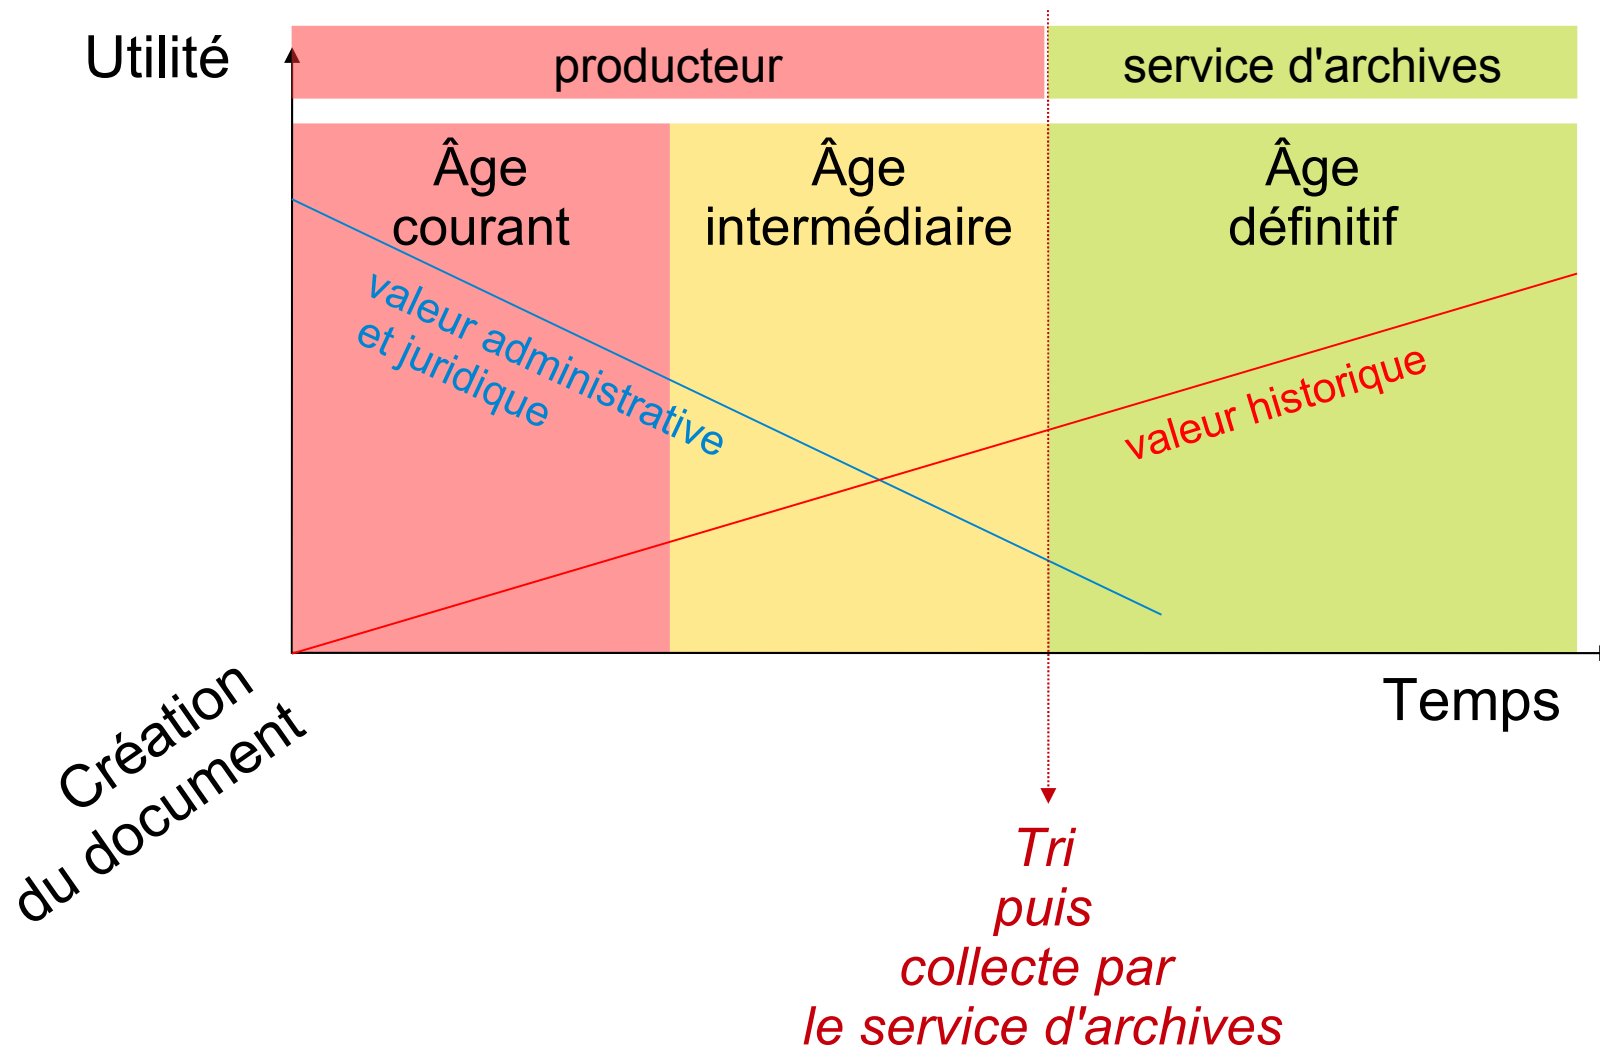 Utilité
producteur
service d'archives
Âge
courant
Âge
intermédiaire
Âge
définitif
valeur administrative
et juridique
valeur historique
Création
du document
Temps
Tri
puis
collecte par
le service d'archives